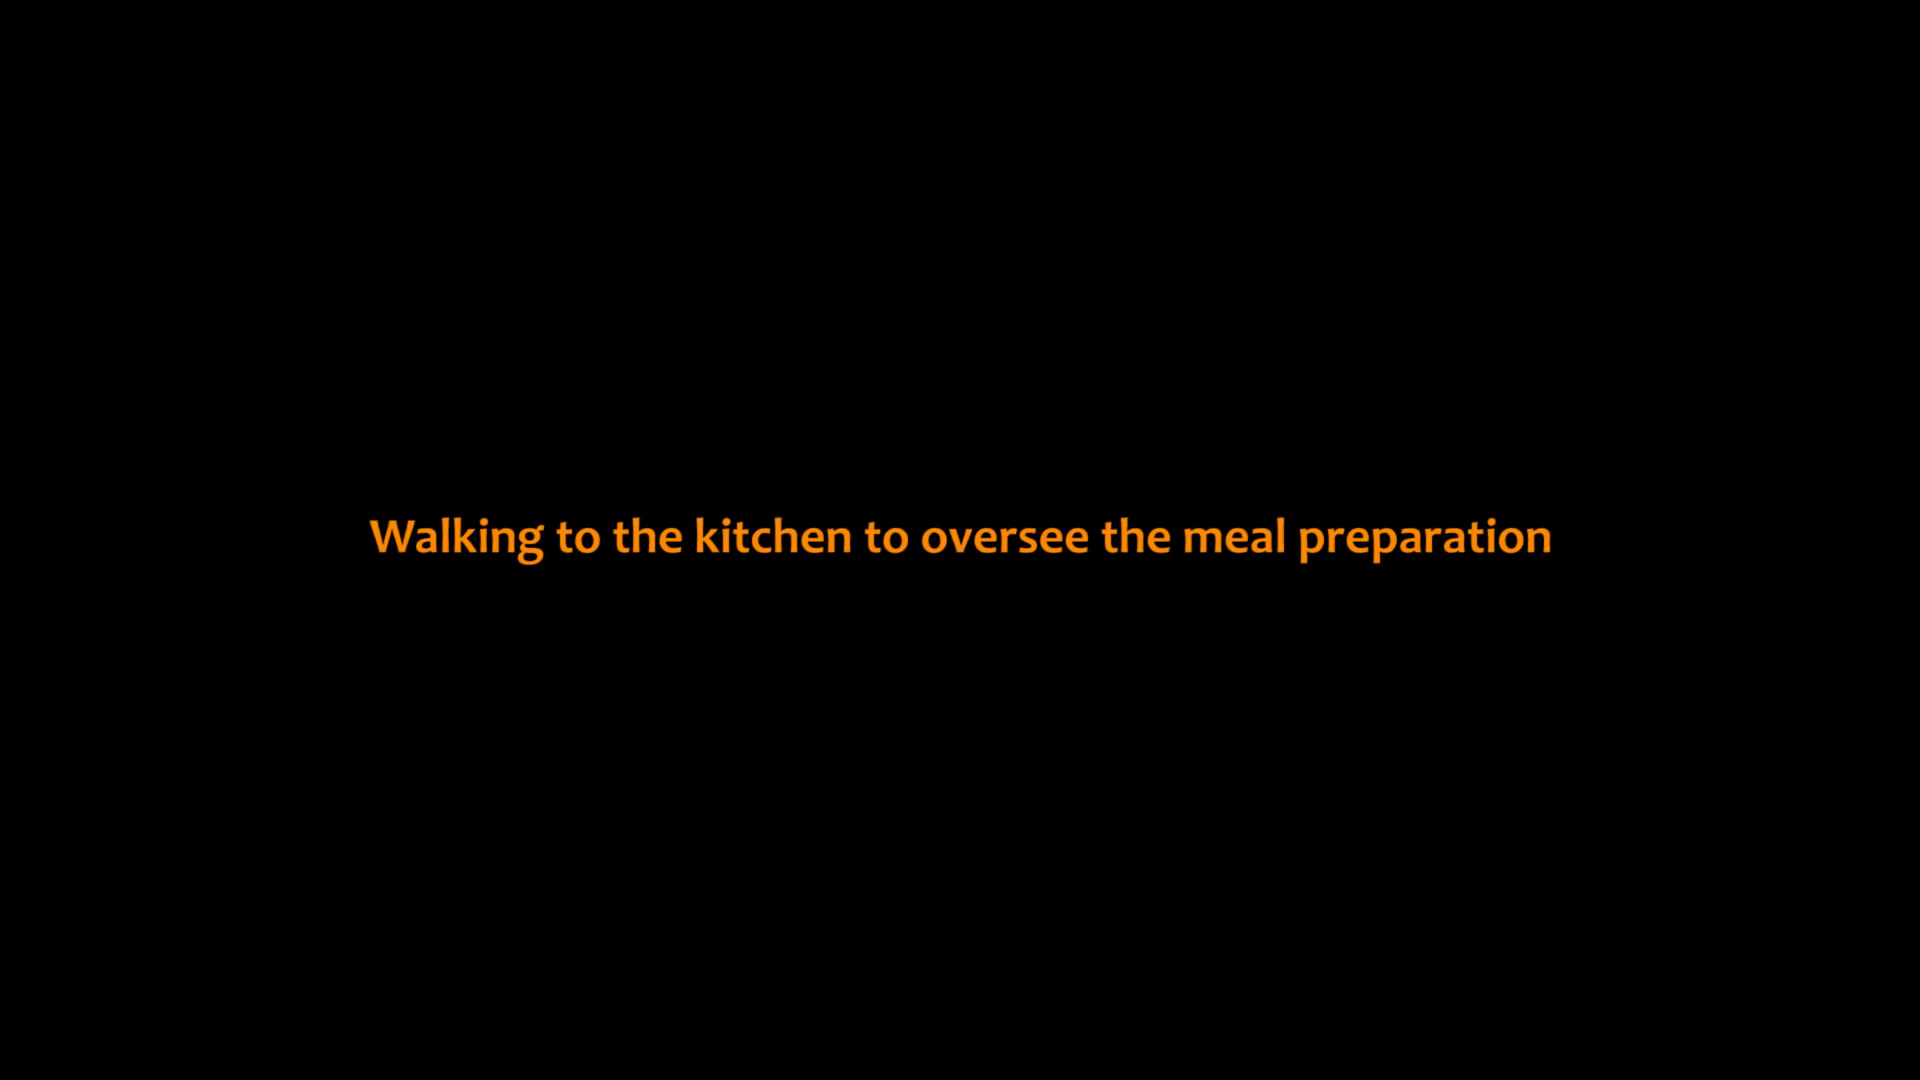 Walking to the kitchen to oversee the meal preparation